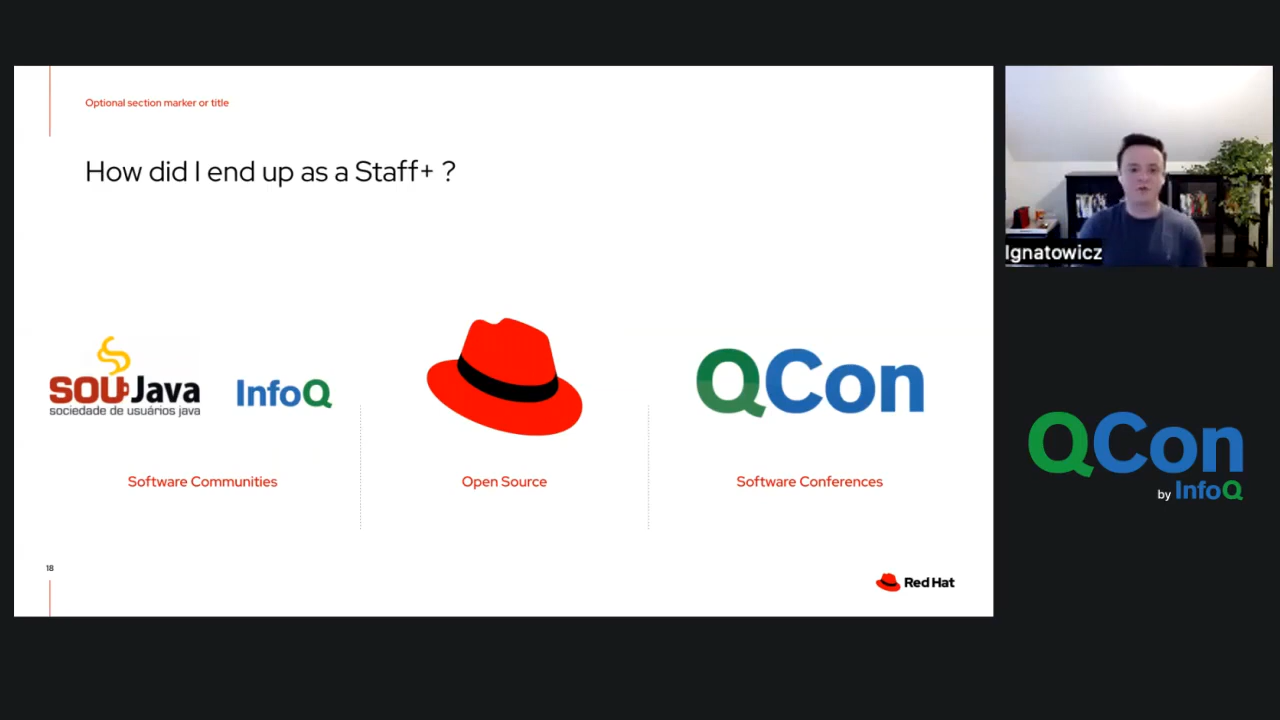 Optional section marker or title
How did I end up as a Staff+ ?
SOUJava
sociedade de usuários java
InfoQ
QCon
Software Communities
Open Source
Software Conferences
18
Red Hat
Ignatowicz
QCon
by InfoQ